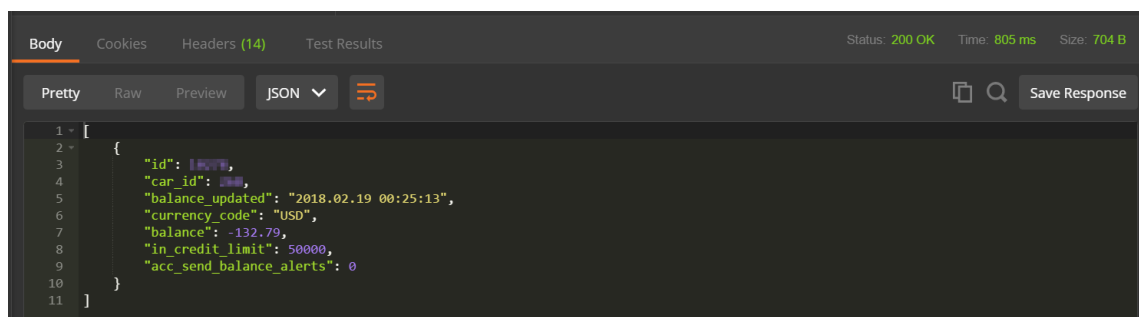 Body Cookies Headers (14) Test Results Status: 200 OK Time: 805 ms Size: 704 B
Pretty Raw Preview JSON Save Response
1 [
2 {
3 "id": ,
4 "car_id": ,
5 "balance_updated": "2018.02.19 00:25:13",
6 "currency_code": "USD",
7 "balance": -132.79,
8 "in_credit_limit": 50000,
9 "acc_send_balance_alerts": 0
10 }
11 ]